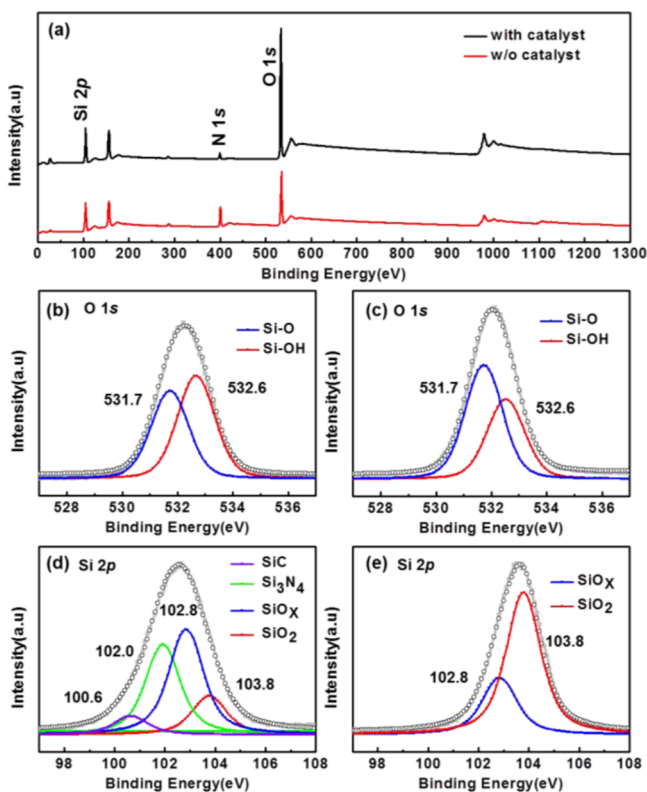 (a)
with catalyst
w/o catalyst
Si 2p
N 1s
O 1s
Intensity(a.u)
0 100 200 300 400 500 600 700 800 900 1000 1100 1200 1300
Binding Energy(eV)
(b) O 1s
Si-O
Si-OH
531.7
532.6
Intensity(a.u)
528 530 532 534 536
Binding Energy(eV)
(c) O 1s
Si-O
Si-OH
531.7
532.6
Intensity(a.u)
528 530 532 534 536
Binding Energy(eV)
(d) Si 2p
SiC
Si3N4
SiOX
SiO2
102.8
102.0
100.6
103.8
Intensity(a.u)
98 100 102 104 106 108
Binding Energy(eV)
(e) Si 2p
SiOX
SiO2
103.8
102.8
Intensity(a.u)
98 100 102 104 106 108
Binding Energy(eV)